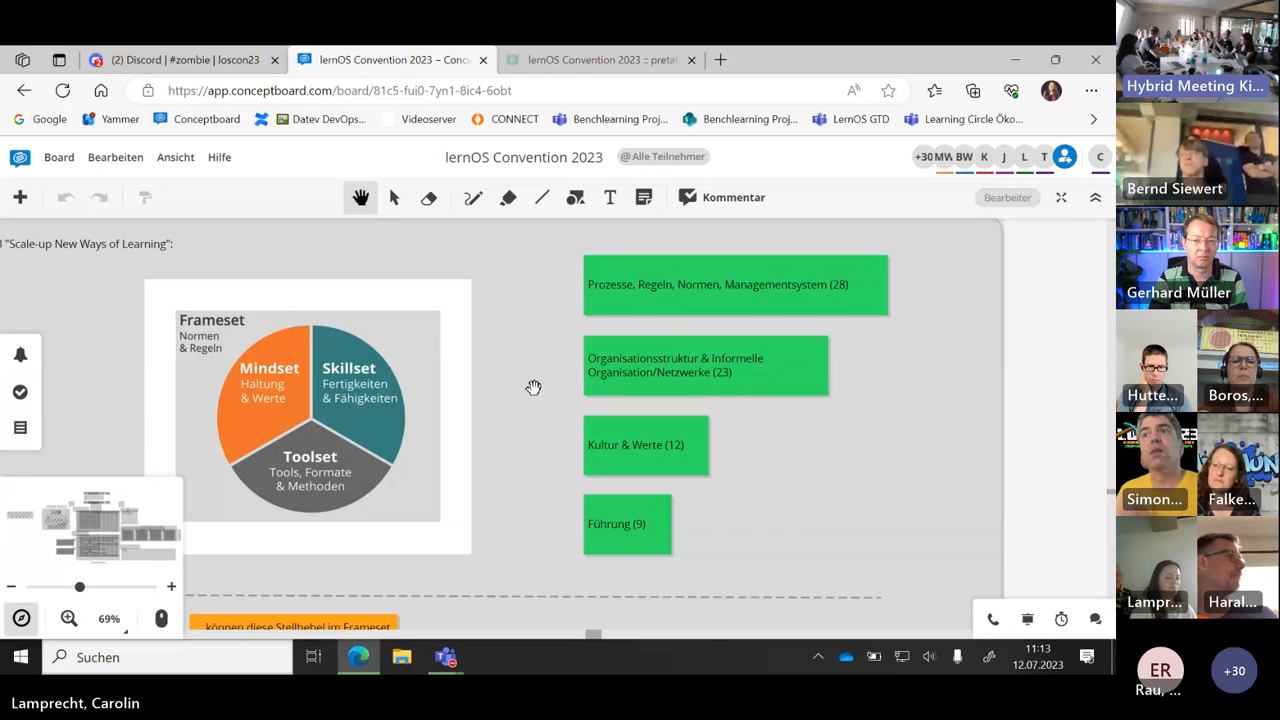 (2) Discord | #zombie | loscon23
lernOS Convention 2023 – Conce
lernOS Convention 2023 :: pretal
https://app.conceptboard.com/board/81c5-fui0-7yn1-8ic4-6obt
Google
Yammer
Conceptboard
Datev DevOps...
Videoserver
CONNECT
Benchlearning Proj...
Benchlearning Proj...
LernOS GTD
Learning Circle Öko...
Board
Bearbeiten
Ansicht
Hilfe
lernOS Convention 2023
@ Alle Teilnehmer
+30
MW
BW
K
J
L
T
C
Kommentar
Bearbeiter
"Scale-up New Ways of Learning":
Frameset
Normen
& Regeln
Mindset
Haltung
& Werte
Skillset
Fertigkeiten
& Fähigkeiten
Toolset
Tools, Formate
& Methoden
Prozesse, Regeln, Normen, Managementsystem (28)
Organisationsstruktur & Informelle
Organisation/Netzwerke (23)
Kultur & Werte (12)
Führung (9)
können diese Stellhebel im Frameset
69%
Suchen
11:13
12.07.2023
Lamprecht, Carolin
Hybrid Meeting Ki...
Bernd Siewert
Gerhard Müller
Hutte...
Boros,...
Simon...
Falke...
Lampr...
Haral...
ER
Rau, ...
+30